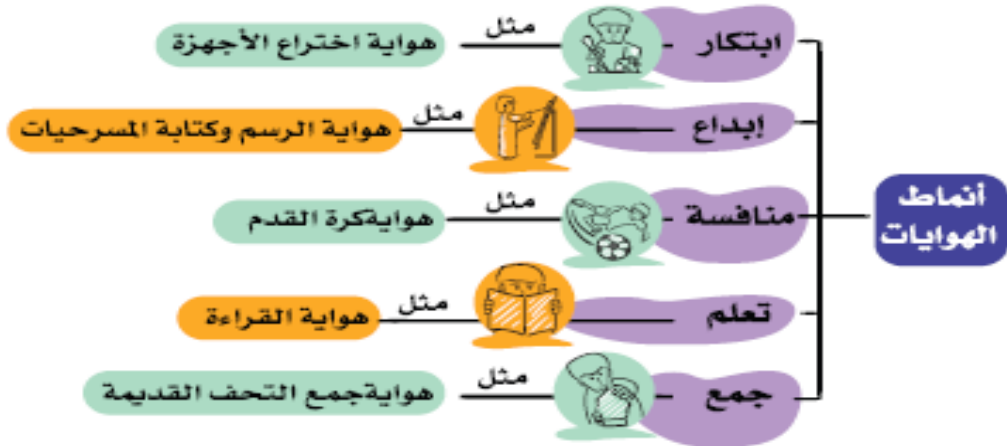 أنماط
الهوايات
ابتكار
مثل
هواية اختراع الأجهزة
إبداع
مثل
هواية الرسم وكتابة المسرحيات
منافسة
مثل
هوايةكرة القدم
تعلم
مثل
هواية القراءة
جمع
مثل
هوايةجمع التحف القديمة